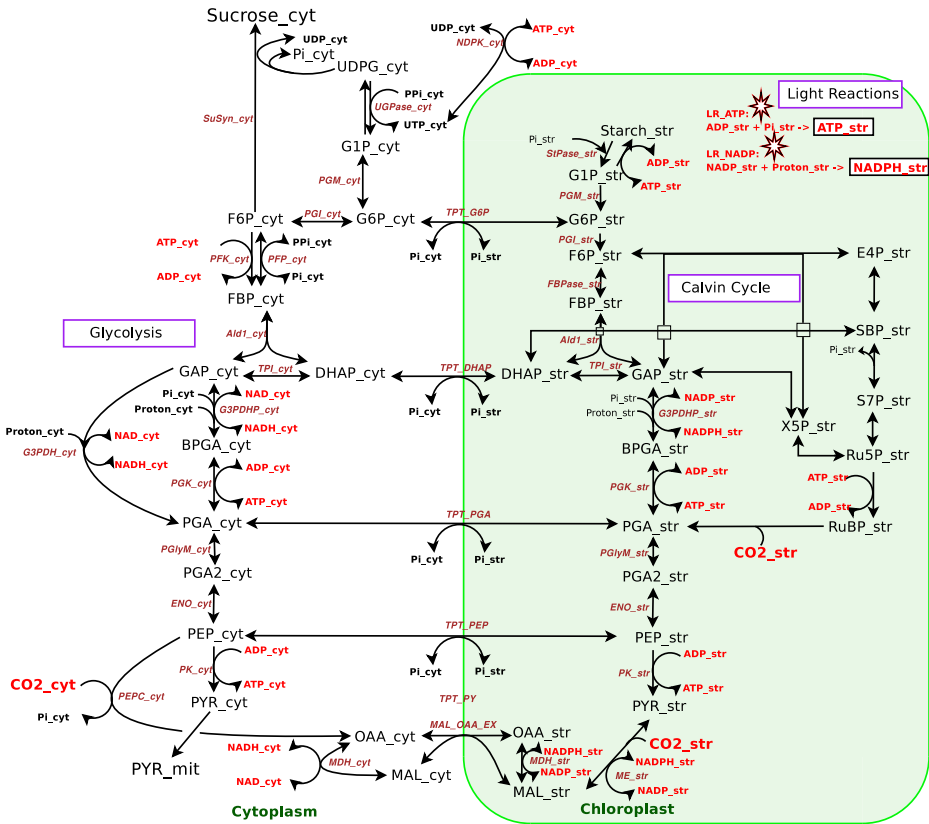 Sucrose_cyt
UDP_cyt
Pi_cyt
UDPG_cyt
UDP_cyt
NDPK_cyt
ATP_cyt
ADP_cyt
SuSyn_cyt
PPi_cyt
UGPase_cyt
UTP_cyt
G1P_cyt
PGM_cyt
Light Reactions
LR_ATP:
ADP_str + Pi_str -> ATP_str
LR_NADP:
NADP_str + Proton_str -> NADPH_str
Starch_str
Pi_str
StPase_str
ADP_str
G1P_str
ATP_str
PGM_str
F6P_cyt
PGI_cyt
G6P_cyt
TPT_G6P
G6P_str
PGI_str
ATP_cyt
PPi_cyt
Pi_cyt
Pi_str
F6P_str
E4P_str
PFK_cyt
PFP_cyt
ADP_cyt
Pi_cyt
FBPase_str
Calvin Cycle
FBP_cyt
FBP_str
Glycolysis
Ald1_cyt
Ald1_str
SBP_str
Pi_str
GAP_cyt
TPI_cyt
DHAP_cyt
TPT_DHAP
DHAP_str
TPI_str
GAP_str
Pi_cyt
NAD_cyt
Pi_cyt
Pi_str
Pi_str
NADP_str
S7P_str
Proton_cyt
G3PDHP_cyt
Proton_str
G3PDHP_str
NADH_cyt
NADPH_str
X5P_str
Proton_cyt
NAD_cyt
G3PDH_cyt
NADH_cyt
BPGA_cyt
BPGA_str
Ru5P_str
ADP_cyt
PGK_cyt
ATP_cyt
ADP_str
PGK_str
ATP_str
ATP_str
ADP_str
PGA_cyt
TPT_PGA
PGA_str
RuBP_str
PGlyM_cyt
Pi_cyt
Pi_str
PGlyM_str
CO2_str
PGA2_cyt
PGA2_str
ENO_cyt
ENO_str
PEP_cyt
TPT_PEP
PEP_str
ADP_cyt
PK_cyt
ATP_cyt
Pi_cyt
Pi_str
ADP_str
PK_str
ATP_str
CO2_cyt
PEPC_cyt
Pi_cyt
PYR_cyt
TPT_PY
PYR_str
PYR_mit
OAA_cyt
MAL_OAA_EX
OAA_str
CO2_str
NADH_cyt
MDH_cyt
NAD_cyt
NADPH_str
MDH_str
NADP_str
NADPH_str
ME_str
NADP_str
MAL_cyt
MAL_str
Cytoplasm
Chloroplast